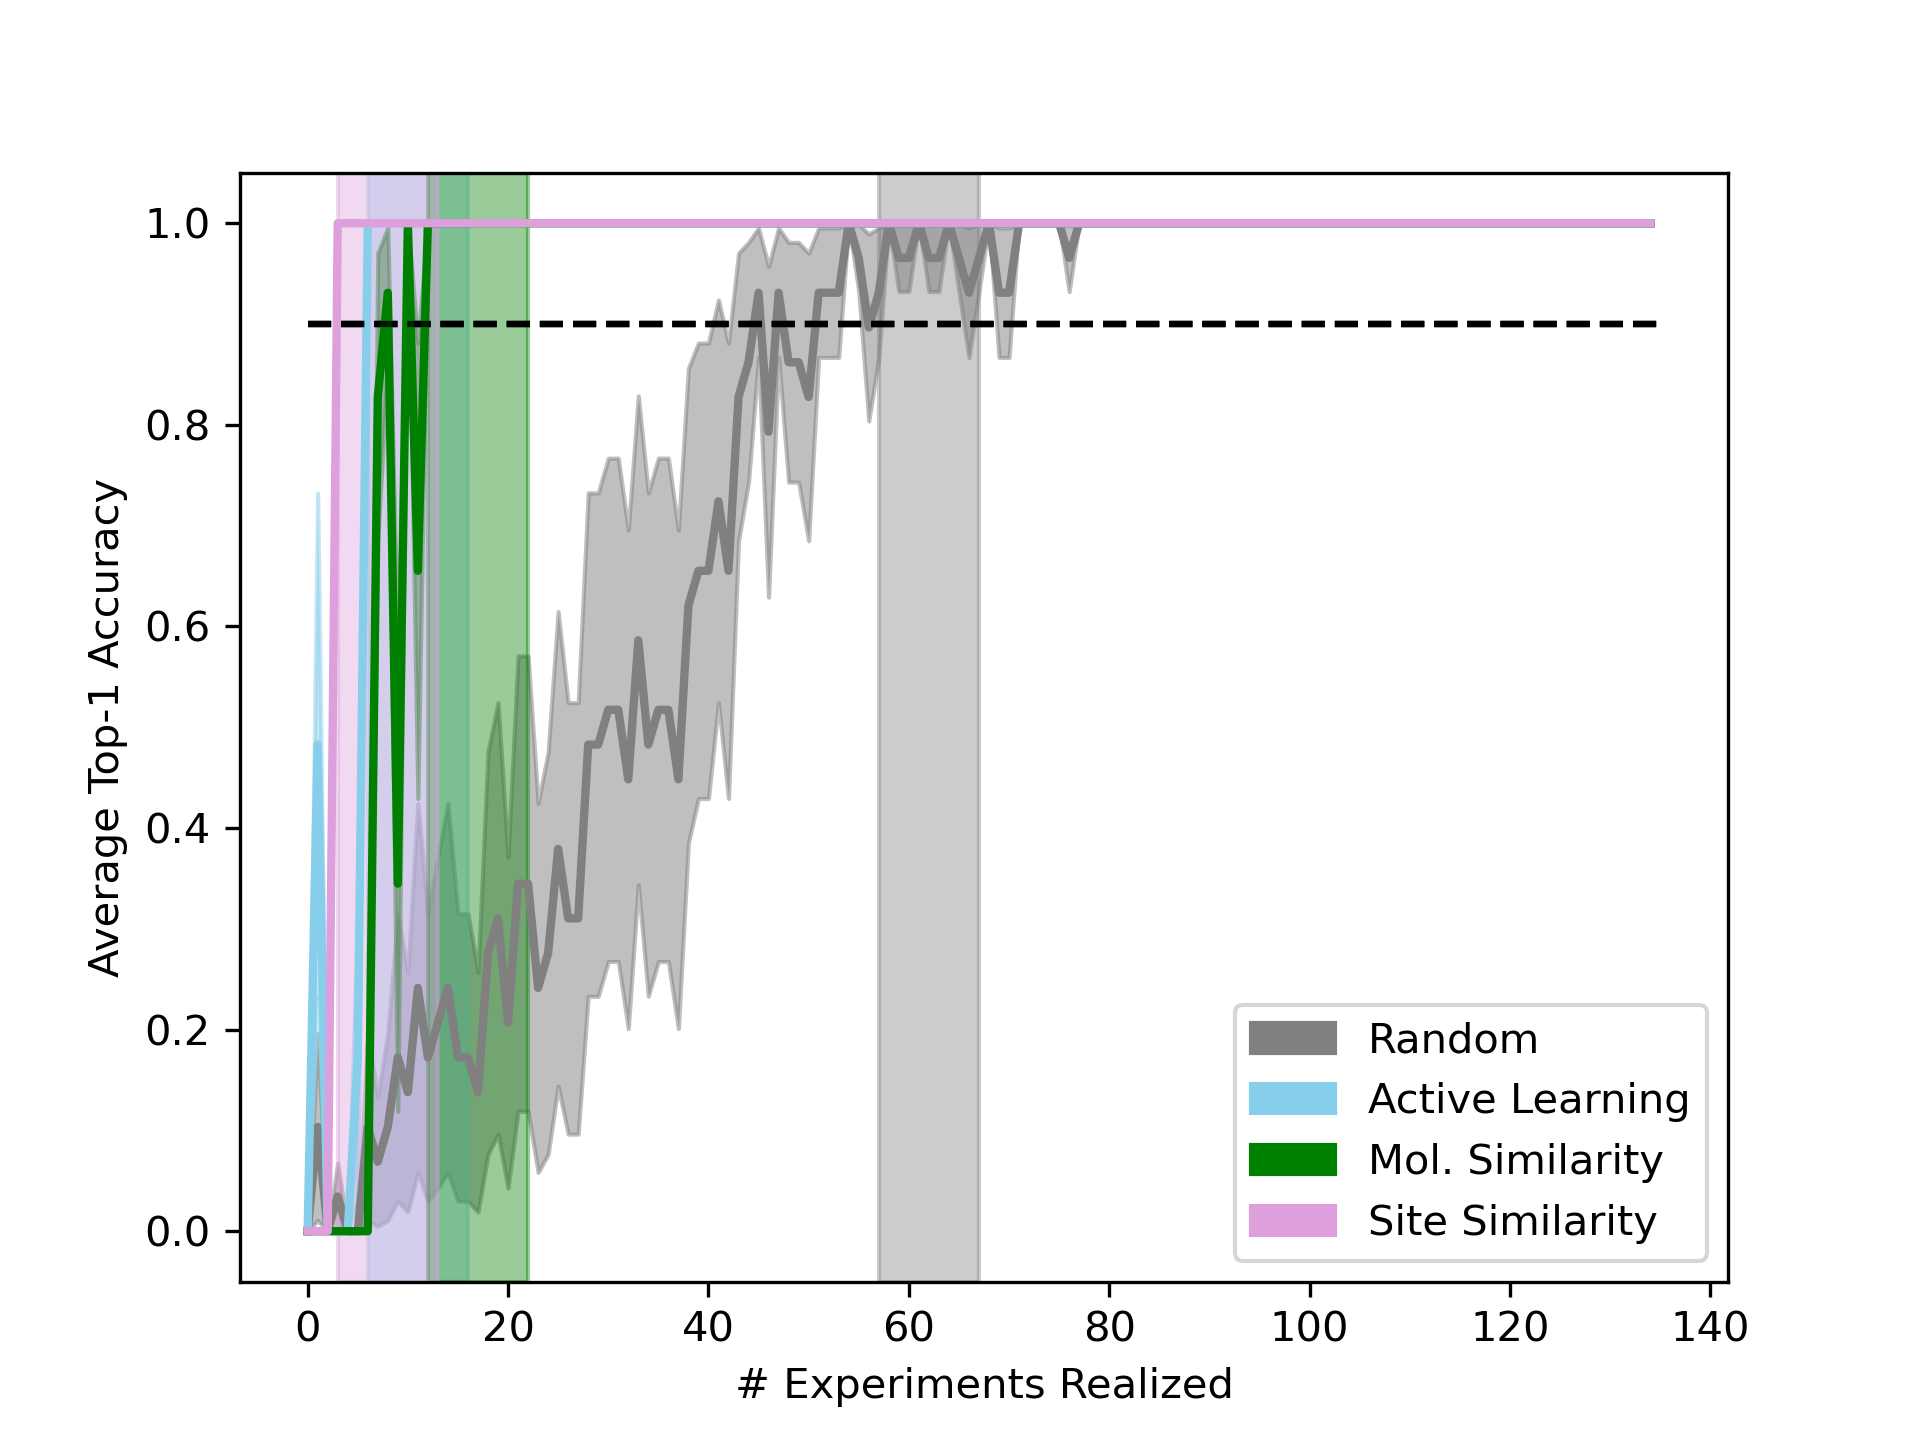 Average Top-1 Accuracy
1.0
0.8
0.6
0.4
0.2
0.0
0 20 40 60 80 100 120 140
# Experiments Realized
Random
Active Learning
Mol. Similarity
Site Similarity